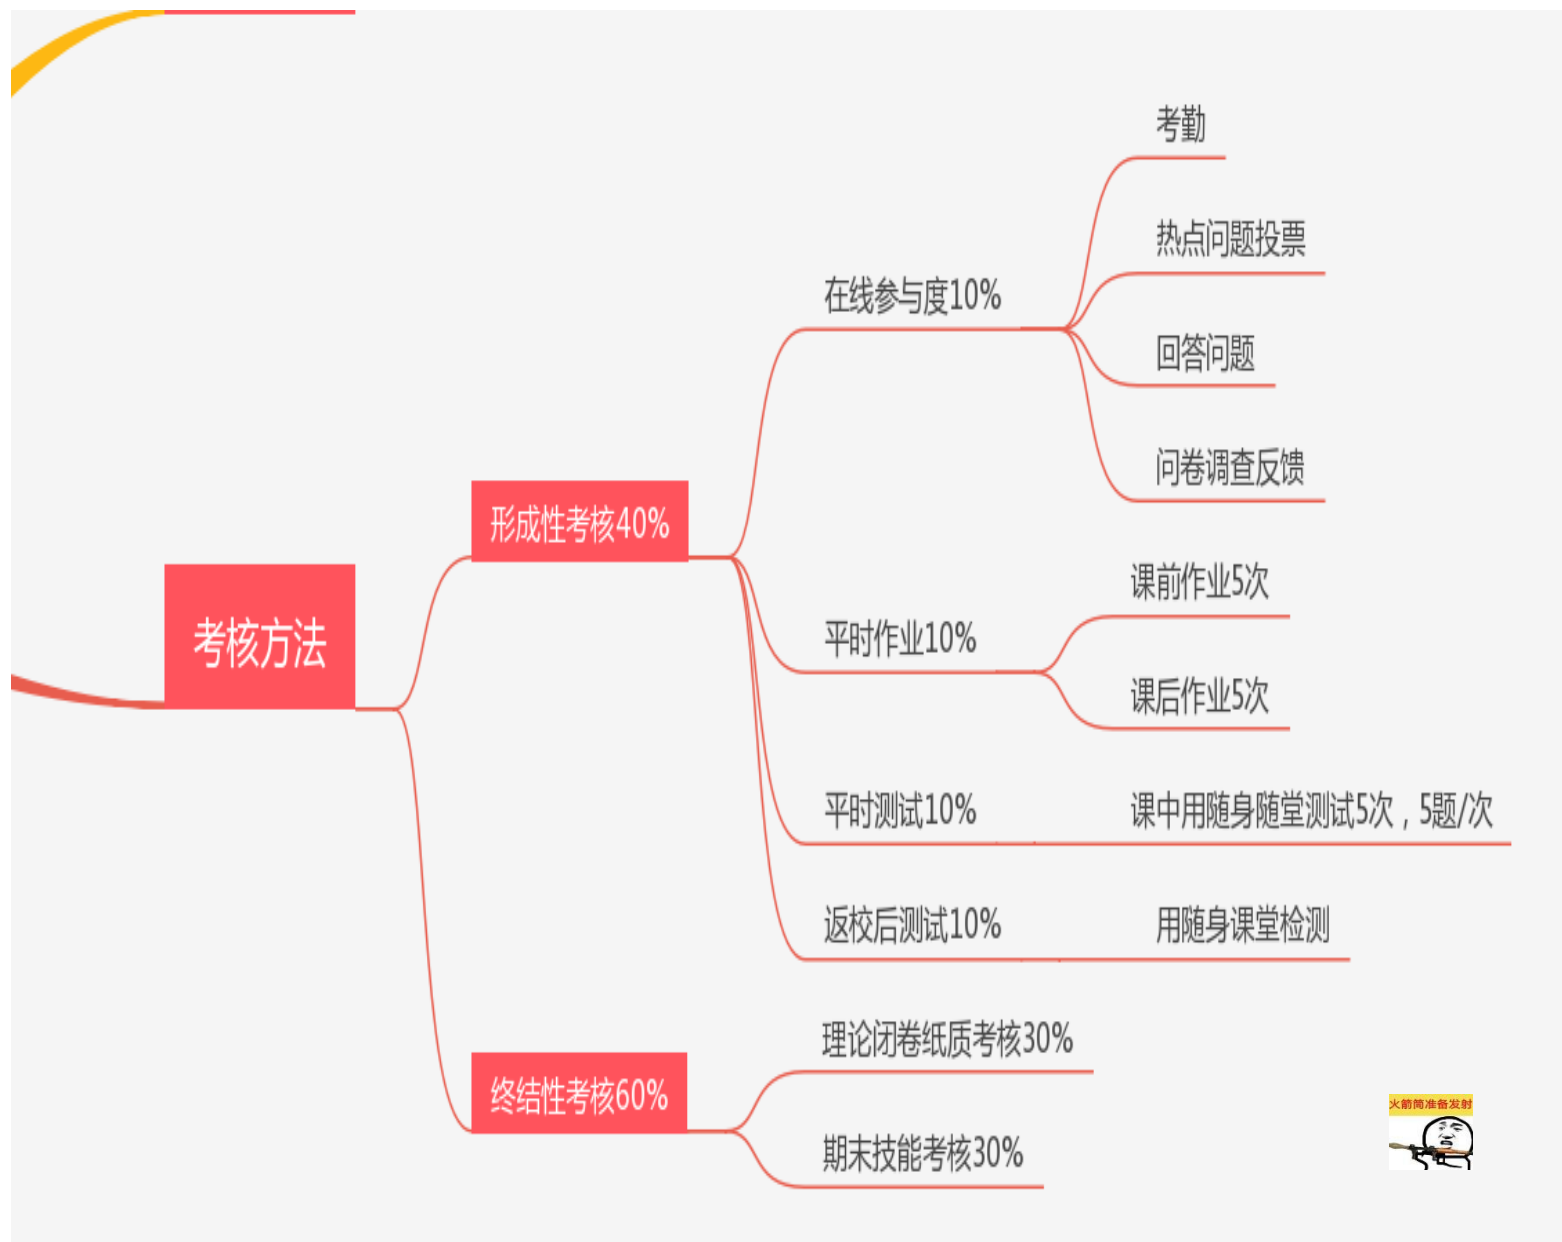 考核方法
形成性考核40%
在线参与度10%
考勤
热点问题投票
回答问题
问卷调查反馈
平时作业10%
课前作业5次
课后作业5次
平时测试10%
课中用随身随堂测试5次，5题/次
返校后测试10%
用随身课堂检测
终结性考核60%
理论闭卷纸质考核30%
期末技能考核30%
火箭筒准备发射